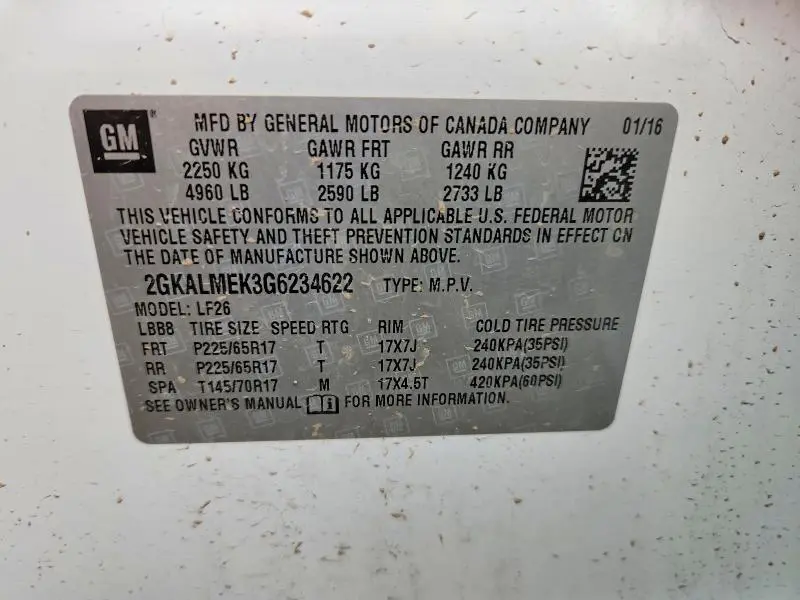 GM ® MFD BY GENERAL MOTORS OF CANADA COMPANY 01/16
GVWR GAWR FRT GAWR RR
2250 KG 1175 KG 1240 KG
4960 LB 2590 LB 2733 LB
THIS VEHICLE CONFORMS TO ALL APPLICABLE U.S. FEDERAL MOTOR
VEHICLE SAFETY AND THEFT PREVENTION STANDARDS IN EFFECT ON
THE DATE OF MANUFACTURE SHOWN ABOVE.
2GKALMEK3G6234622 TYPE: M.P.V.
MODEL: LF26
LBBB TIRE SIZE SPEED RTG RIM COLD TIRE PRESSURE
FRT P225/65R17 T 17X7J 240KPA(35PSI)
RR P225/65R17 T 17X7J 240KPA(35PSI)
SPA T145/70R17 M 17X4.5T 420KPA(60PSI)
SEE OWNER'S MANUAL FOR MORE INFORMATION.